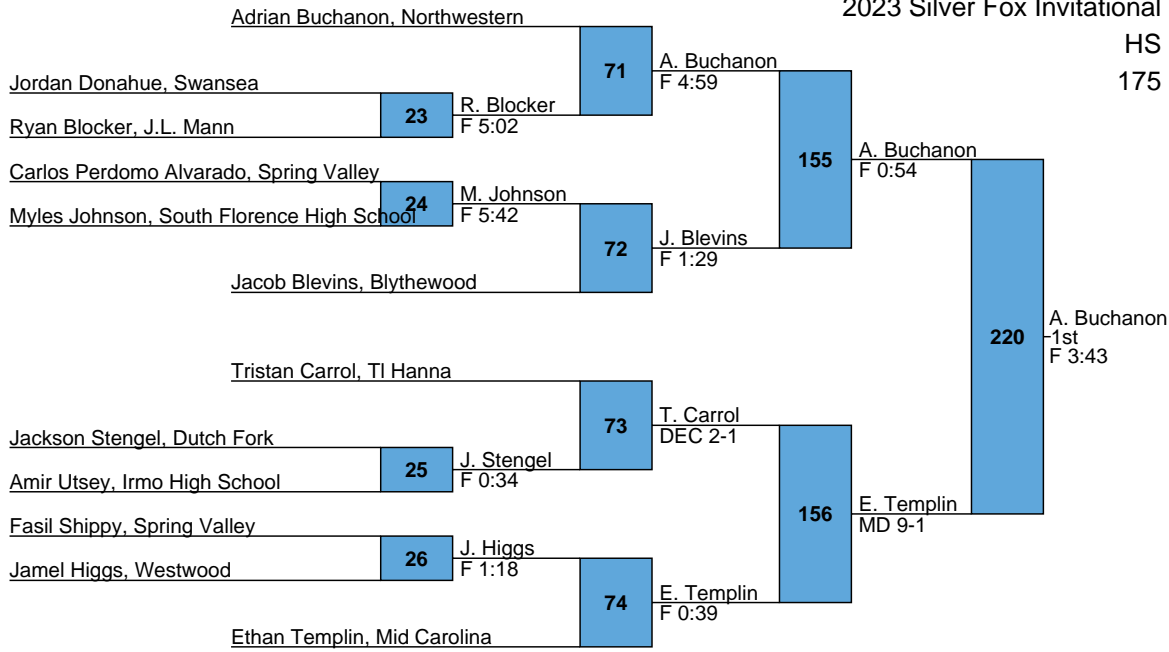 2023 Silver Fox Invitational
HS
175
Adrian Buchanon, Northwestern
71
A. Buchanon
F 4:59
Jordan Donahue, Swansea
23
R. Blocker
F 5:02
Ryan Blocker, J.L. Mann
155
A. Buchanon
F 0:54
Carlos Perdomo Alvarado, Spring Valley
24
M. Johnson
F 5:42
Myles Johnson, South Florence High School
72
J. Blevins
F 1:29
Jacob Blevins, Blythewood
220
A. Buchanon
1st
F 3:43
Tristan Carrol, Tl Hanna
73
T. Carrol
DEC 2-1
Jackson Stengel, Dutch Fork
25
J. Stengel
F 0:34
Amir Utsey, Irmo High School
156
E. Templin
MD 9-1
Fasil Shippy, Spring Valley
26
J. Higgs
F 1:18
Jamel Higgs, Westwood
74
E. Templin
F 0:39
Ethan Templin, Mid Carolina